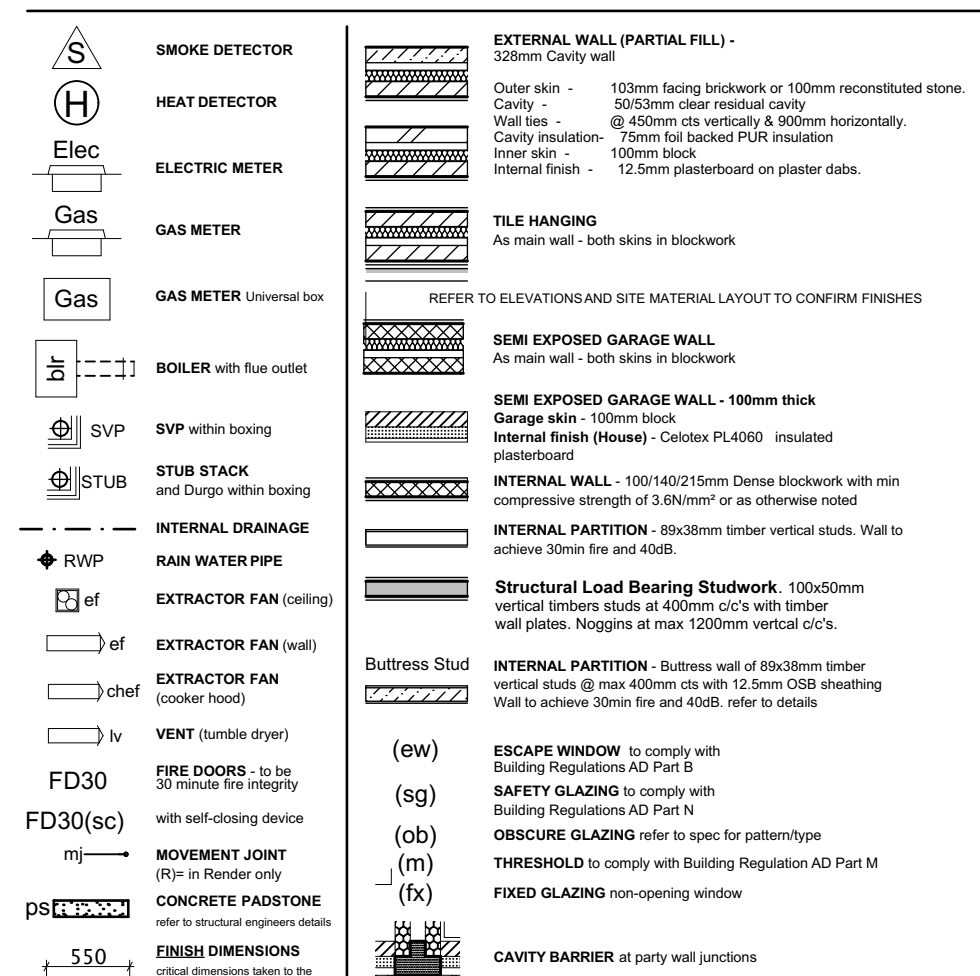 S SMOKE DETECTOR
H HEAT DETECTOR
Elec
ELECTRIC METER
Gas
GAS METER
Gas GAS METER Universal box
blr BOILER with flue outlet
SVP SVP within boxing
STUB STUB STACK
and Durgo within boxing
INTERNAL DRAINAGE
RWP RAIN WATER PIPE
ef EXTRACTOR FAN (ceiling)
ef EXTRACTOR FAN (wall)
chef EXTRACTOR FAN
(cooker hood)
lv VENT (tumble dryer)
FD30 FIRE DOORS - to be
30 minute fire integrity
FD30(sc) with self-closing device
mj MOVEMENT JOINT
(R)= in Render only
ps CONCRETE PADSTONE
refer to structural engineers details
550 FINISH DIMENSIONS
critical dimensions taken to the
EXTERNAL WALL (PARTIAL FILL) -
328mm Cavity wall
Outer skin - 103mm facing brickwork or 100mm reconstituted stone.
Cavity - 50/53mm clear residual cavity
Wall ties - @ 450mm cts vertically & 900mm horizontally.
Cavity insulation- 75mm foil backed PUR insulation
Inner skin - 100mm block
Internal finish - 12.5mm plasterboard on plaster dabs.
TILE HANGING
As main wall - both skins in blockwork
REFER TO ELEVATIONS AND SITE MATERIAL LAYOUT TO CONFIRM FINISHES
SEMI EXPOSED GARAGE WALL
As main wall - both skins in blockwork
SEMI EXPOSED GARAGE WALL - 100mm thick
Garage skin - 100mm block
Internal finish (House) - Celotex PL4060 insulated
plasterboard
INTERNAL WALL - 100/140/215mm Dense blockwork with min
compressive strength of 3.6N/mm² or as otherwise noted
INTERNAL PARTITION - 89x38mm timber vertical studs. Wall to
achieve 30min fire and 40dB.
Structural Load Bearing Studwork. 100x50mm
vertical timbers studs at 400mm c/c's with timber
wall plates. Noggins at max 1200mm vertcal c/c's.
Buttress Stud INTERNAL PARTITION - Buttress wall of 89x38mm timber
vertical studs @ max 400mm cts with 12.5mm OSB sheathing
Wall to achieve 30min fire and 40dB. refer to details
(ew) ESCAPE WINDOW to comply with
Building Regulations AD Part B
(sg) SAFETY GLAZING to comply with
Building Regulations AD Part N
(ob) OBSCURE GLAZING refer to spec for pattern/type
(m) THRESHOLD to comply with Building Regulation AD Part M
(fx) FIXED GLAZING non-opening window
CAVITY BARRIER at party wall junctions